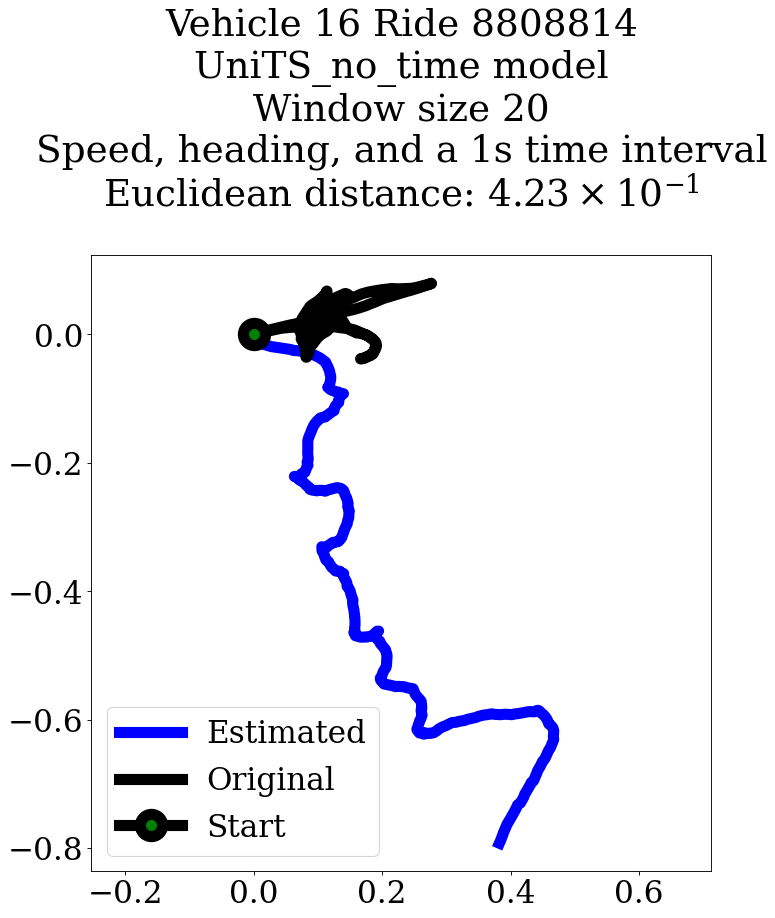 Vehicle 16 Ride 8808814
UniTS_no_time model
Window size 20
Speed, heading, and a 1s time interval
Euclidean distance: 4.23 × 10⁻¹
0.0
−0.2
−0.4
−0.6
−0.8
Estimated
Original
Start
−0.2 0.0 0.2 0.4 0.6